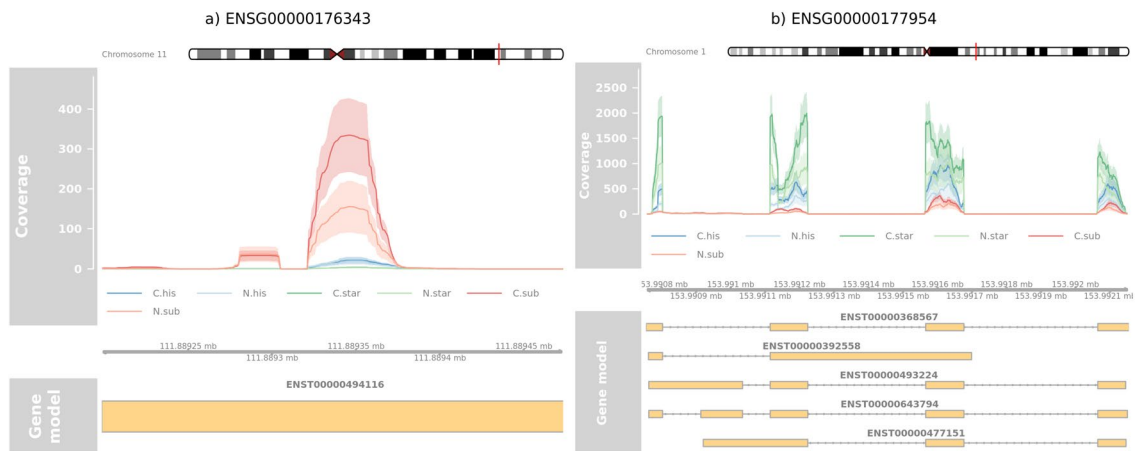 a) ENSG00000176343
Chromosome 11
Coverage
400
300
200
100
0
C.his
N.his
C.star
N.star
C.sub
N.sub
111.88925 mb
111.88935 mb
111.88945 mb
111.8893 mb
111.8894 mb
Gene
model
ENST00000494116
b) ENSG00000177954
Chromosome 1
Coverage
2500
2000
1500
1000
500
0
C.his
N.his
C.star
N.star
C.sub
N.sub
53.9908 mb
153.991 mb
153.9912 mb
153.9914 mb
153.9916 mb
153.9918 mb
153.992 mb
153.9909 mb
153.9911 mb
153.9913 mb
153.9915 mb
153.9917 mb
153.9919 mb
153.9921 mb
Gene model
ENST00000368567
ENST00000392558
ENST00000493224
ENST00000643794
ENST00000477151